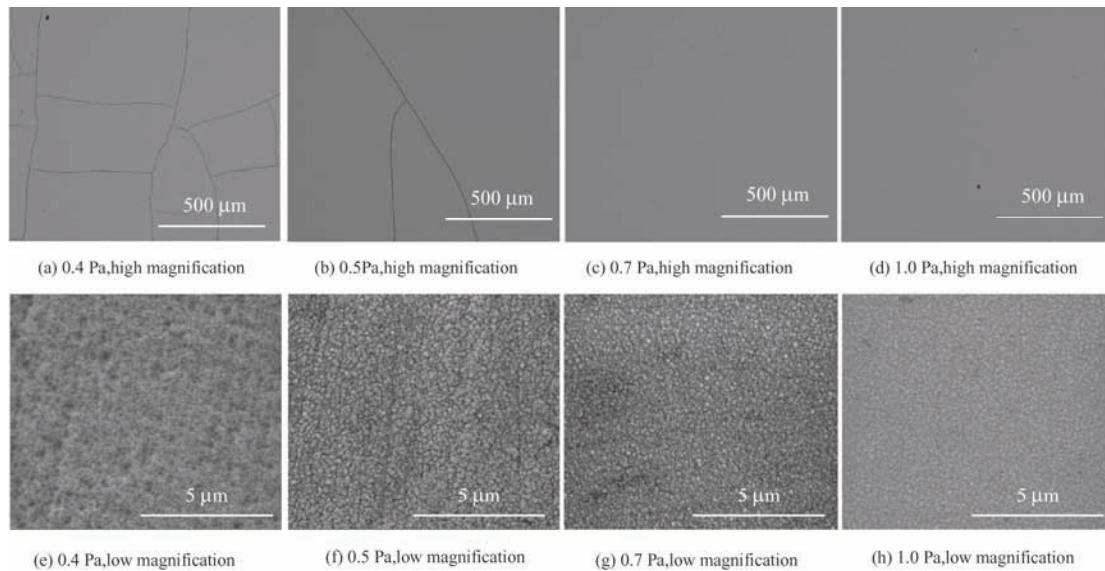 500 μm
500 μm
500 μm
500 μm
(a) 0.4 Pa,high magnification
(b) 0.5Pa,high magnification
(c) 0.7 Pa,high magnification
(d) 1.0 Pa,high magnification
5 μm
5 μm
5 μm
5 μm
(e) 0.4 Pa,low magnification
(f) 0.5 Pa,low magnification
(g) 0.7 Pa,low magnification
(h) 1.0 Pa,low magnification